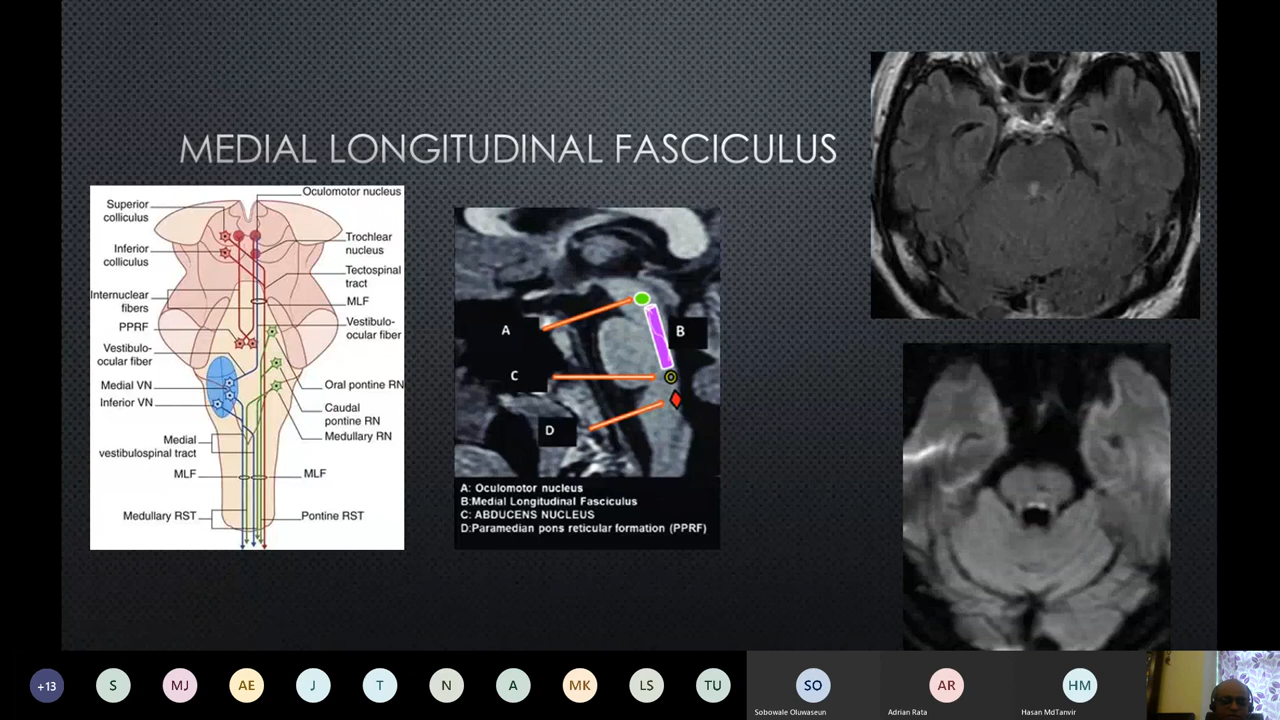 MEDIAL LONGITUDINAL FASCICULUS
Oculomotor nucleus
Superior
colliculus
Trochlear
nucleus
Inferior
colliculus
Tectospinal
tract
Internuclear
fibers
MLF
PPRF
Vestibulo-
ocular fiber
Vestibulo-
ocular fiber
Medial VN
Oral pontine RN
Inferior VN
Caudal
pontine RN
Medullary RN
Medial
vestibulospinal tract
MLF
MLF
Medullary RST
Pontine RST
A
B
C
D
A: Oculomotor nucleus
B:Medial Longitudinal Fasciculus
C: ABDUCENS NUCLEUS
D:Paramedian pons reticular formation (PPRF)
+13
S
MJ
AE
J
T
N
A
MK
LS
TU
SO
AR
HM
Sobowale Oluwaseun
Adrian Rata
Hasan MdTanvir